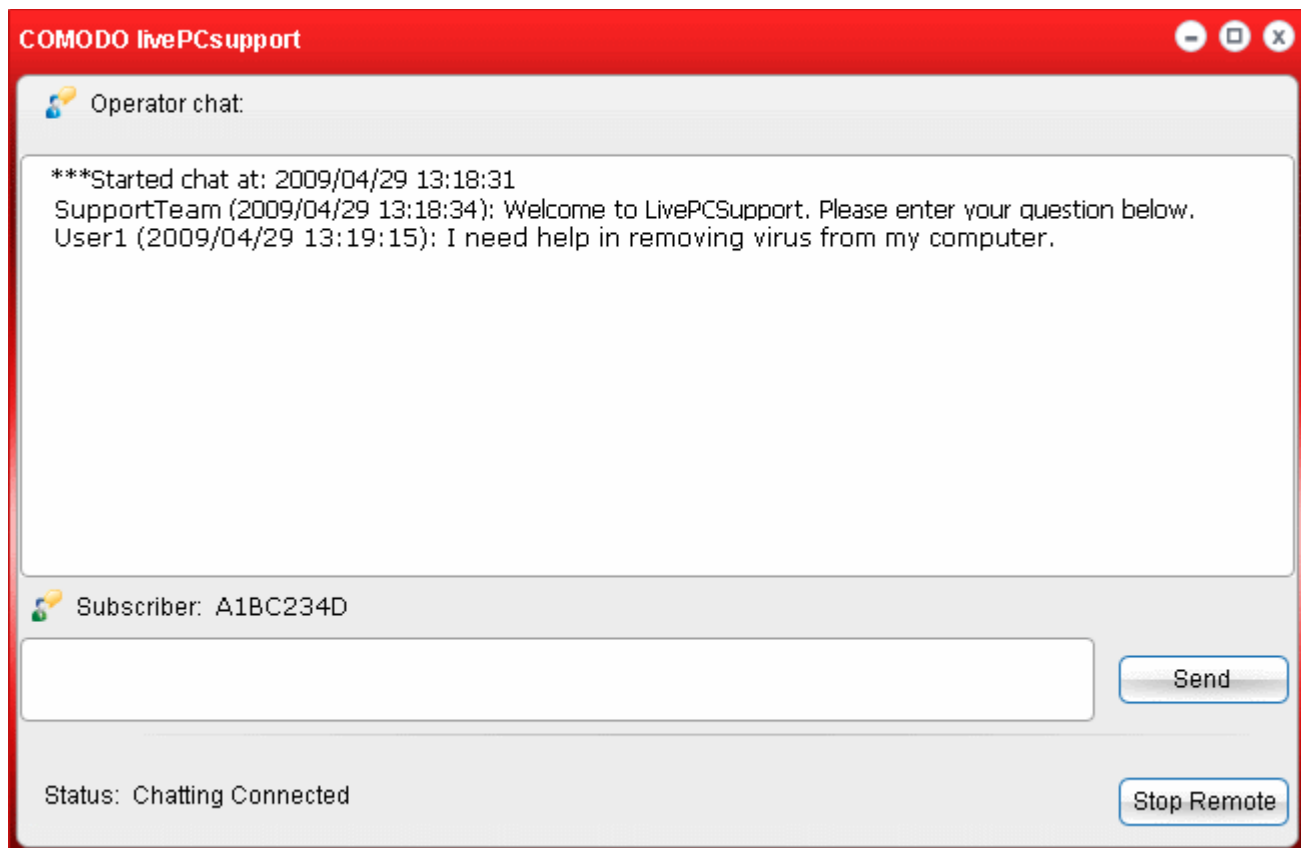 COMODO livePCsupport
Operator chat:
***Started chat at: 2009/04/29 13:18:31
SupportTeam (2009/04/29 13:18:34): Welcome to LivePCSupport. Please enter your question below.
User1 (2009/04/29 13:19:15): I need help in removing virus from my computer.
Subscriber: A1BC234D
Send
Status: Chatting Connected
Stop Remote